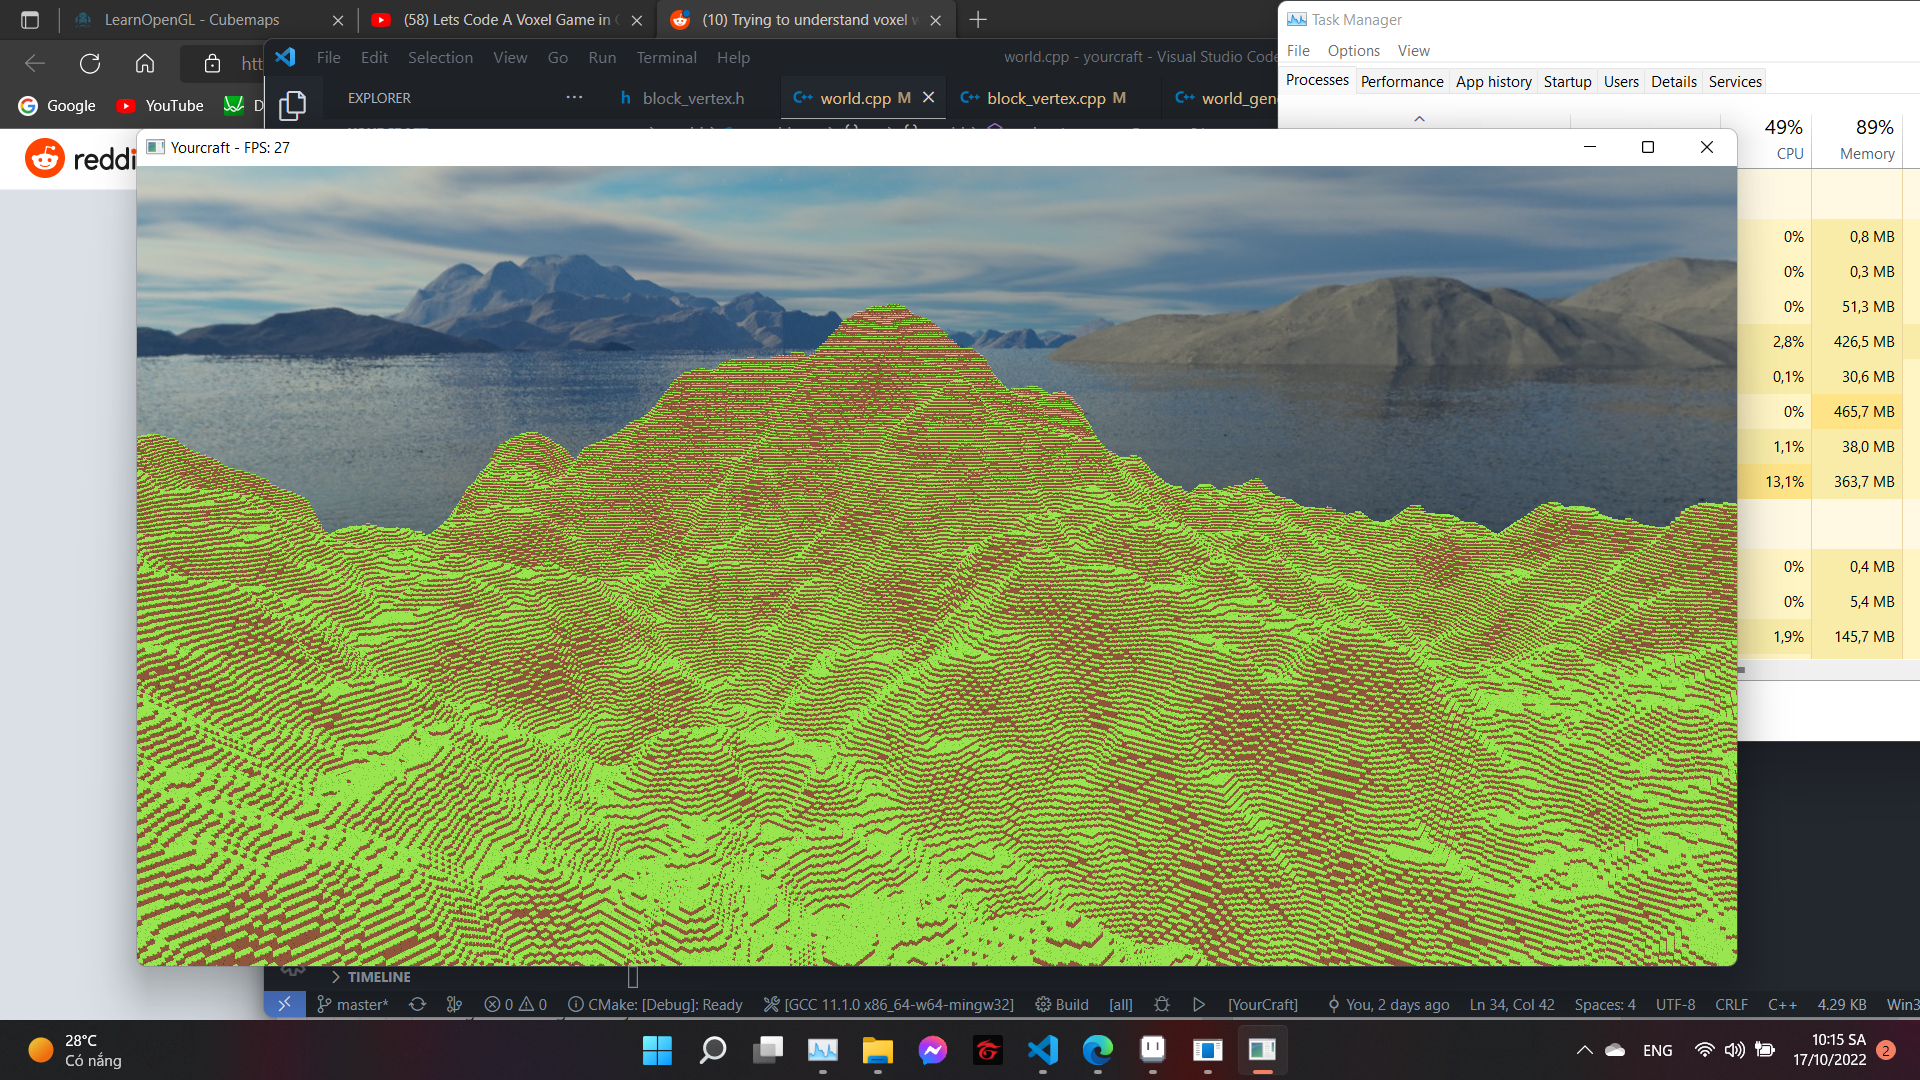 LearnOpenGL - Cubemaps
(58) Lets Code A Voxel Game in
(10) Trying to understand voxel
Task Manager
File Options View
File Edit Selection View Go Run Terminal Help
world.cpp - yourcraft - Visual Studio Code
Processes Performance App history Startup Users Details Services
Google YouTube
EXPLORER
block_vertex.h
world.cpp M
block_vertex.cpp M
49% 89%
CPU Memory
Yourcraft - FPS: 27
0% 0,8 MB
0% 0,3 MB
0% 51,3 MB
2,8% 426,5 MB
0,1% 30,6 MB
0% 465,7 MB
1,1% 38,0 MB
13,1% 363,7 MB
0% 0,4 MB
0% 5,4 MB
1,9% 145,7 MB
TIMELINE
master* 0 0 CMake: [Debug]: Ready [GCC 11.1.0 x86_64-w64-mingw32] Build [all] [YourCraft] You, 2 days ago Ln 34, Col 42 Spaces: 4 UTF-8 CRLF C++ 4.29 KB Win3
28°C
Có nắng
ENG
10:15 SA
17/10/2022
2